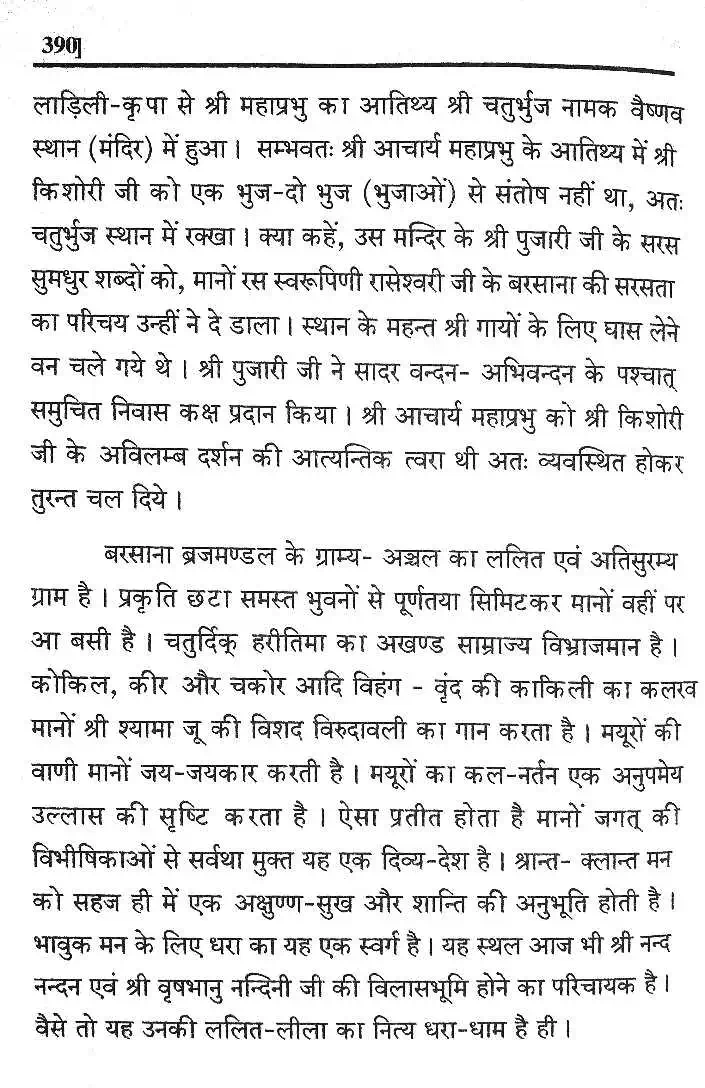 390]
लाड़िली-कृपा से श्री महाप्रभु का आतिथ्य श्री चतुर्भुज नामक वैष्णव
स्थान (मंदिर) में हुआ। सम्भवतः श्री आचार्य महाप्रभु के आतिथ्य में श्री
किशोरी जी को एक भुज-दो भुज (भुजाओं) से संतोष नहीं था, अतः
चतुर्भुज स्थान में रक्खा। क्या कहें, उस मन्दिर के श्री पुजारी जी के सरस
सुमधुर शब्दों को, मानों रस स्वरूपिणी रासेश्वरी जी के बरसाना की सरसता
का परिचय उन्हीं ने दे डाला। स्थान के महन्त श्री गायों के लिए घास लेने
वन चले गये थे। श्री पुजारी जी ने सादर वन्दन- अभिवन्दन के पश्चात्
समुचित निवास कक्ष प्रदान किया। श्री आचार्य महाप्रभु को श्री किशोरी
जी के अविलम्ब दर्शन की आत्यन्तिक त्वरा थी अतः व्यवस्थित होकर
तुरन्त चल दिये।
बरसाना ब्रजमण्डल के ग्राम्य- अञ्चल का ललित एवं अतिसुरम्य
ग्राम है। प्रकृति छटा समस्त भुवनों से पूर्णतया सिमिटकर मानों वहीं पर
आ बसी है। चतुर्दिक् हरीतिमा का अखण्ड साम्राज्य विभ्राजमान है।
कोकिल, कीर और चकोर आदि विहंग - वृंद की काकिली का कलरव
मानों श्री श्यामा जू की विशद विरुदावली का गान करता है। मयूरों की
वाणी मानों जय-जयकार करती है। मयूरों का कल-नर्तन एक अनुपमेय
उल्लास की सृष्टि करता है। ऐसा प्रतीत होता है मानों जगत् की
विभीषिकाओं से सर्वथा मुक्त यह एक दिव्य-देश है। श्रान्त- क्लान्त मन
को सहज ही में एक अक्षुण्ण-सुख और शान्ति की अनुभूति होती है।
भावुक मन के लिए धरा का यह एक स्वर्ग है। यह स्थल आज भी श्री नन्द
नन्दन एवं श्री वृषभानु नन्दिनी जी की विलासभूमि होने का परिचायक है।
वैसे तो यह उनकी ललित-लीला का नित्य धरा-धाम है ही।